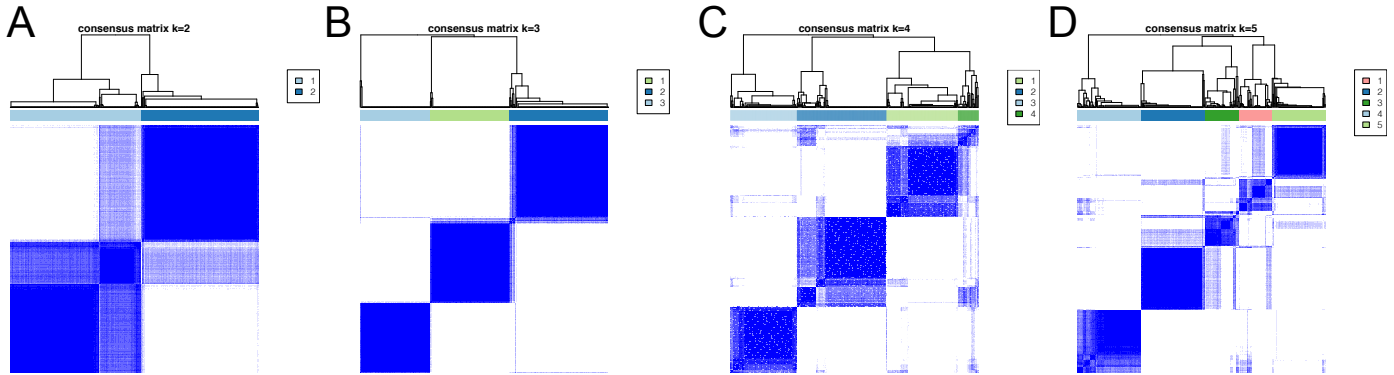 A
consensus matrix k=2
1
2
B
consensus matrix k=3
1
2
3
C
consensus matrix k=4
1
2
3
4
D
consensus matrix k=5
1
2
3
4
5